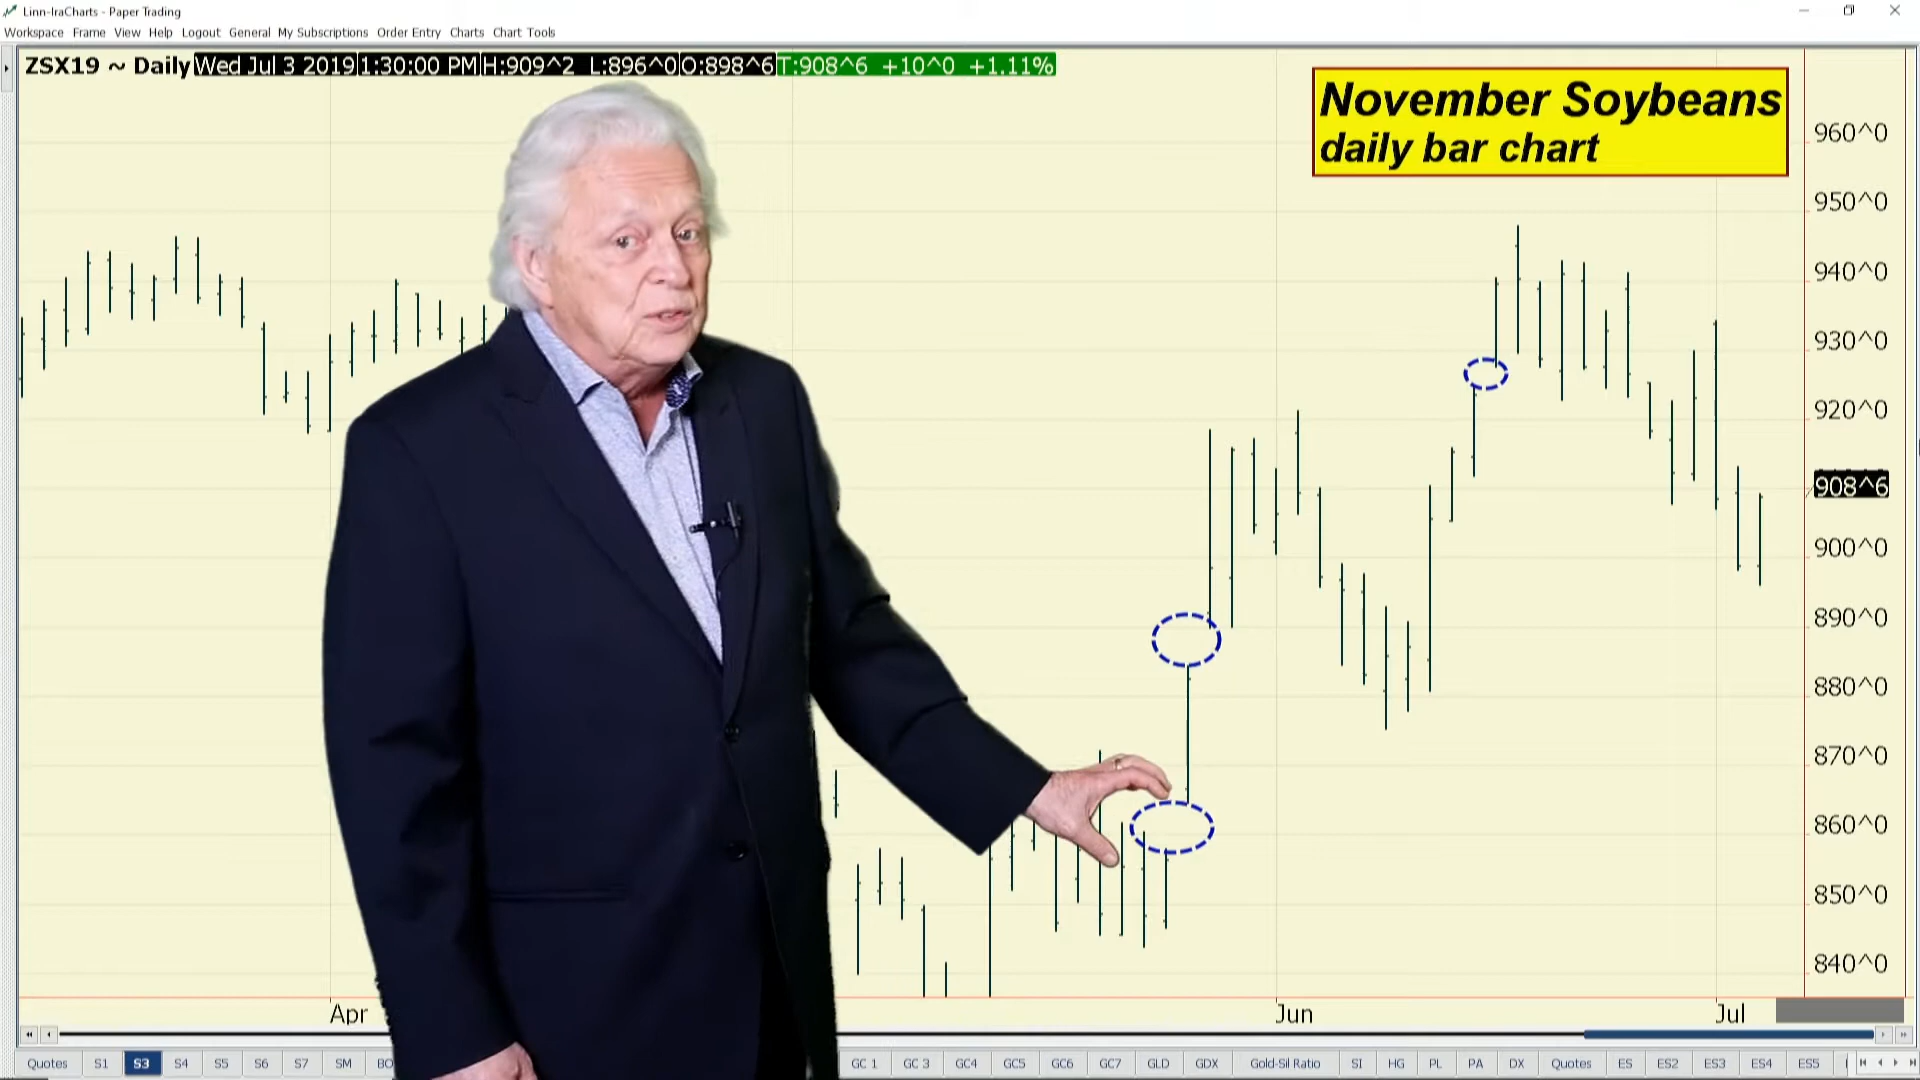 Linn-IraCharts - Paper Trading
Workspace Frame View Help Logout General My Subscriptions Order Entry Charts Chart Tools
ZSX19 ~ Daily Wed Jul 3 2019 1:30:00 PM H:909^2 L:896^0 O:898^6 T:908^6 +10^0 +1.11%
November Soybeans
daily bar chart
960^0
950^0
940^0
930^0
920^0
908^6
900^0
890^0
880^0
870^0
860^0
850^0
840^0
Apr Jun Jul
Quotes S1 S3 S4 S5 S6 S7 SM BO GC 1 GC 3 GC4 GC5 GC6 GC7 GLD GDX Gold-Sil Ratio SI HG PL PA DX Quotes ES ES2 ES3 ES4 ES5